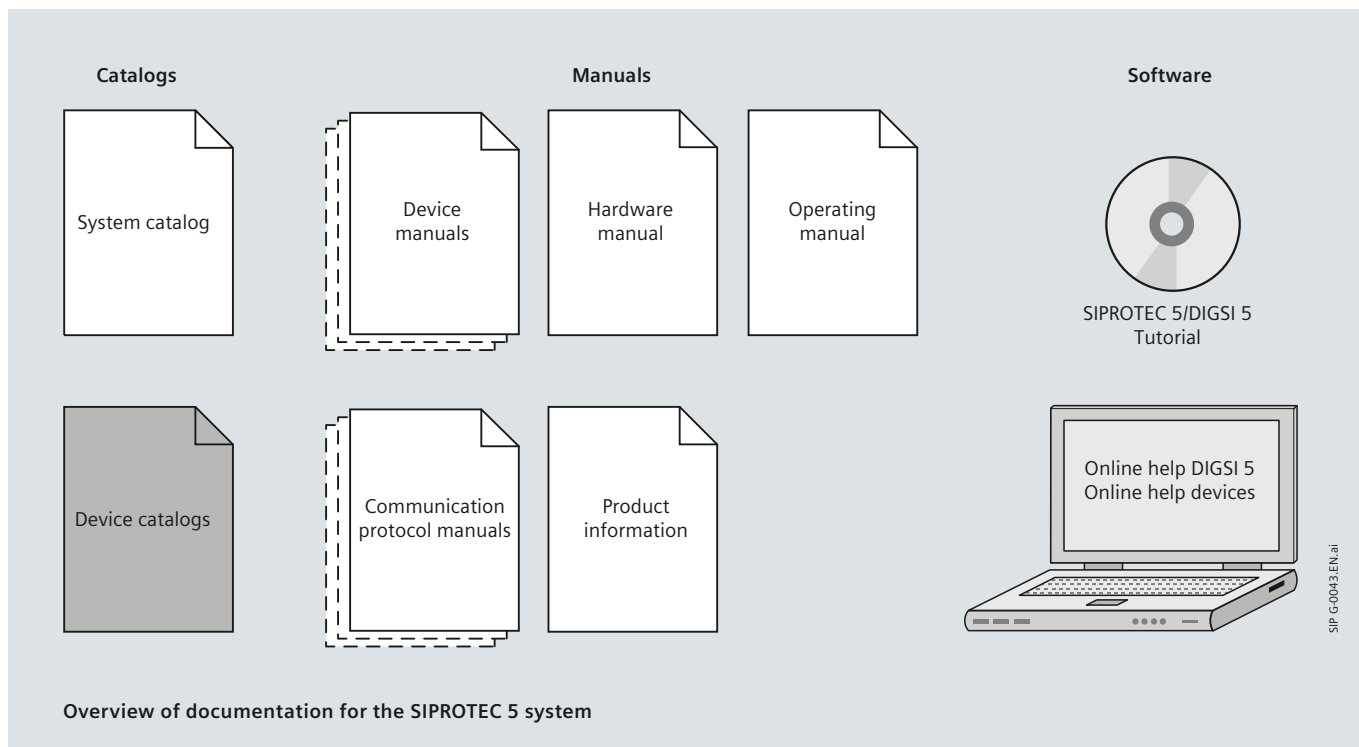 Catalogs
Manuals
Software
System catalog
Device
manuals
Hardware
manual
Operating
manual
SIPROTEC 5/DIGSI 5
Tutorial
Device catalogs
Communication
protocol manuals
Product
information
Online help DIGSI 5
Online help devices
SIP G-0043.EN.ai
Overview of documentation for the SIPROTEC 5 system